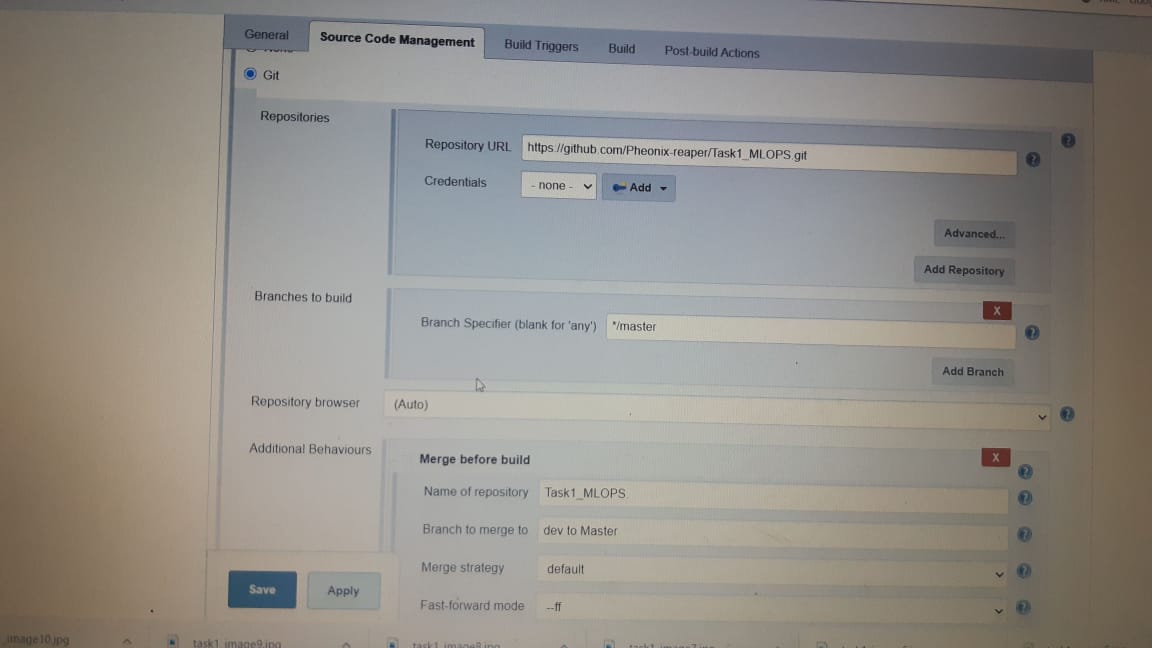 General
Source Code Management
Build Triggers
Build
Post-build Actions
Git
Repositories
Repository URL
https://github.com/Pheonix-reaper/Task1_MLOPS.git
Credentials
- none -
Add
Advanced...
Add Repository
Branches to build
X
Branch Specifier (blank for 'any')
*/master
Add Branch
Repository browser
(Auto)
Additional Behaviours
Merge before build
X
Name of repository
Task1_MLOPS
Branch to merge to
dev to Master
Merge strategy
default
Fast-forward mode
--ff
Save
Apply
image10.jpg
task1_image9.jpg
task1_image8.jpg